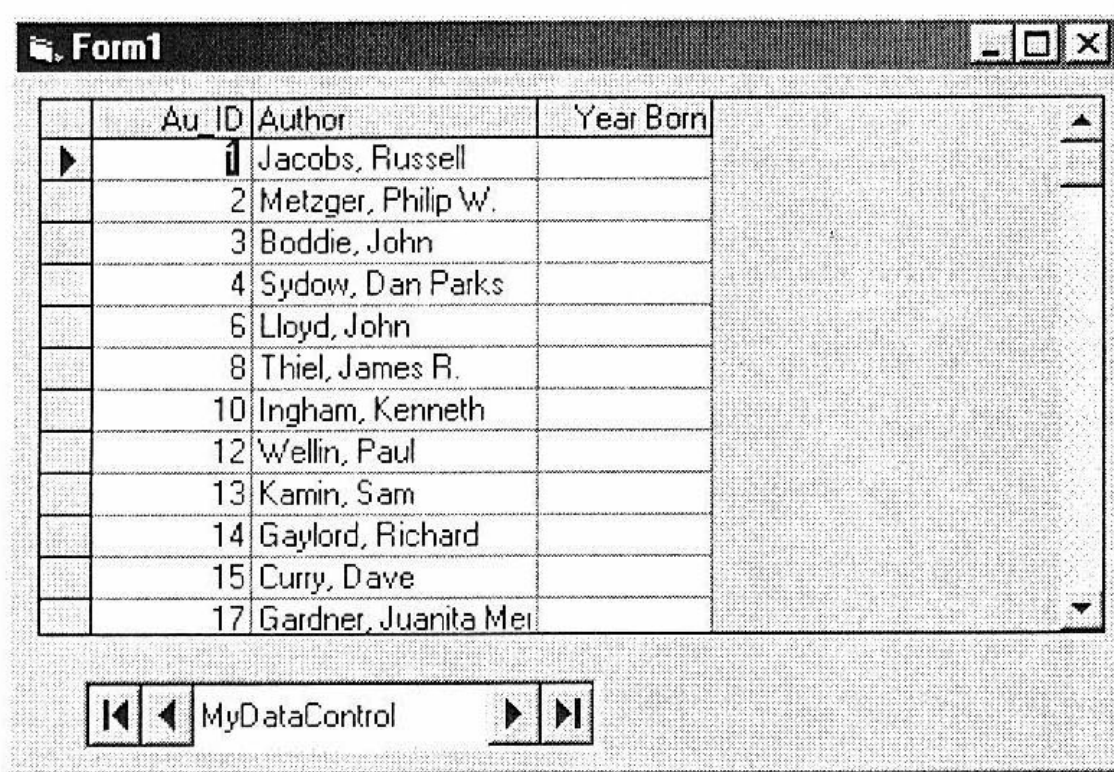 Form1
Au_ID Author Year Born
1 Jacobs, Russell
2 Metzger, Philip W.
3 Boddie, John
4 Sydow, Dan Parks
6 Lloyd, John
8 Thiel, James R.
10 Ingham, Kenneth
12 Wellin, Paul
13 Kamin, Sam
14 Gaylord, Richard
15 Curry, Dave
17 Gardner, Juanita Mer
MyDataControl